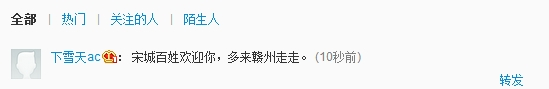 全部 | 热门 | 关注的人 | 陌生人
下雪天ac: 宋城百姓欢迎你，多来赣州走走。 (10秒前)
转发